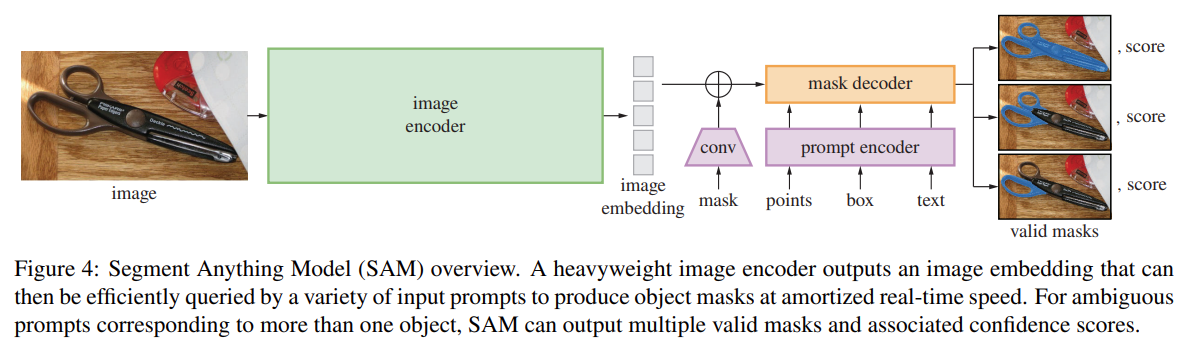 image
image
encoder
image
embedding
conv
mask
mask decoder
prompt encoder
points
box
text
, score
, score
, score
valid masks
Figure 4: Segment Anything Model (SAM) overview. A heavyweight image encoder outputs an image embedding that can
then be efficiently queried by a variety of input prompts to produce object masks at amortized real-time speed. For ambiguous
prompts corresponding to more than one object, SAM can output multiple valid masks and associated confidence scores.